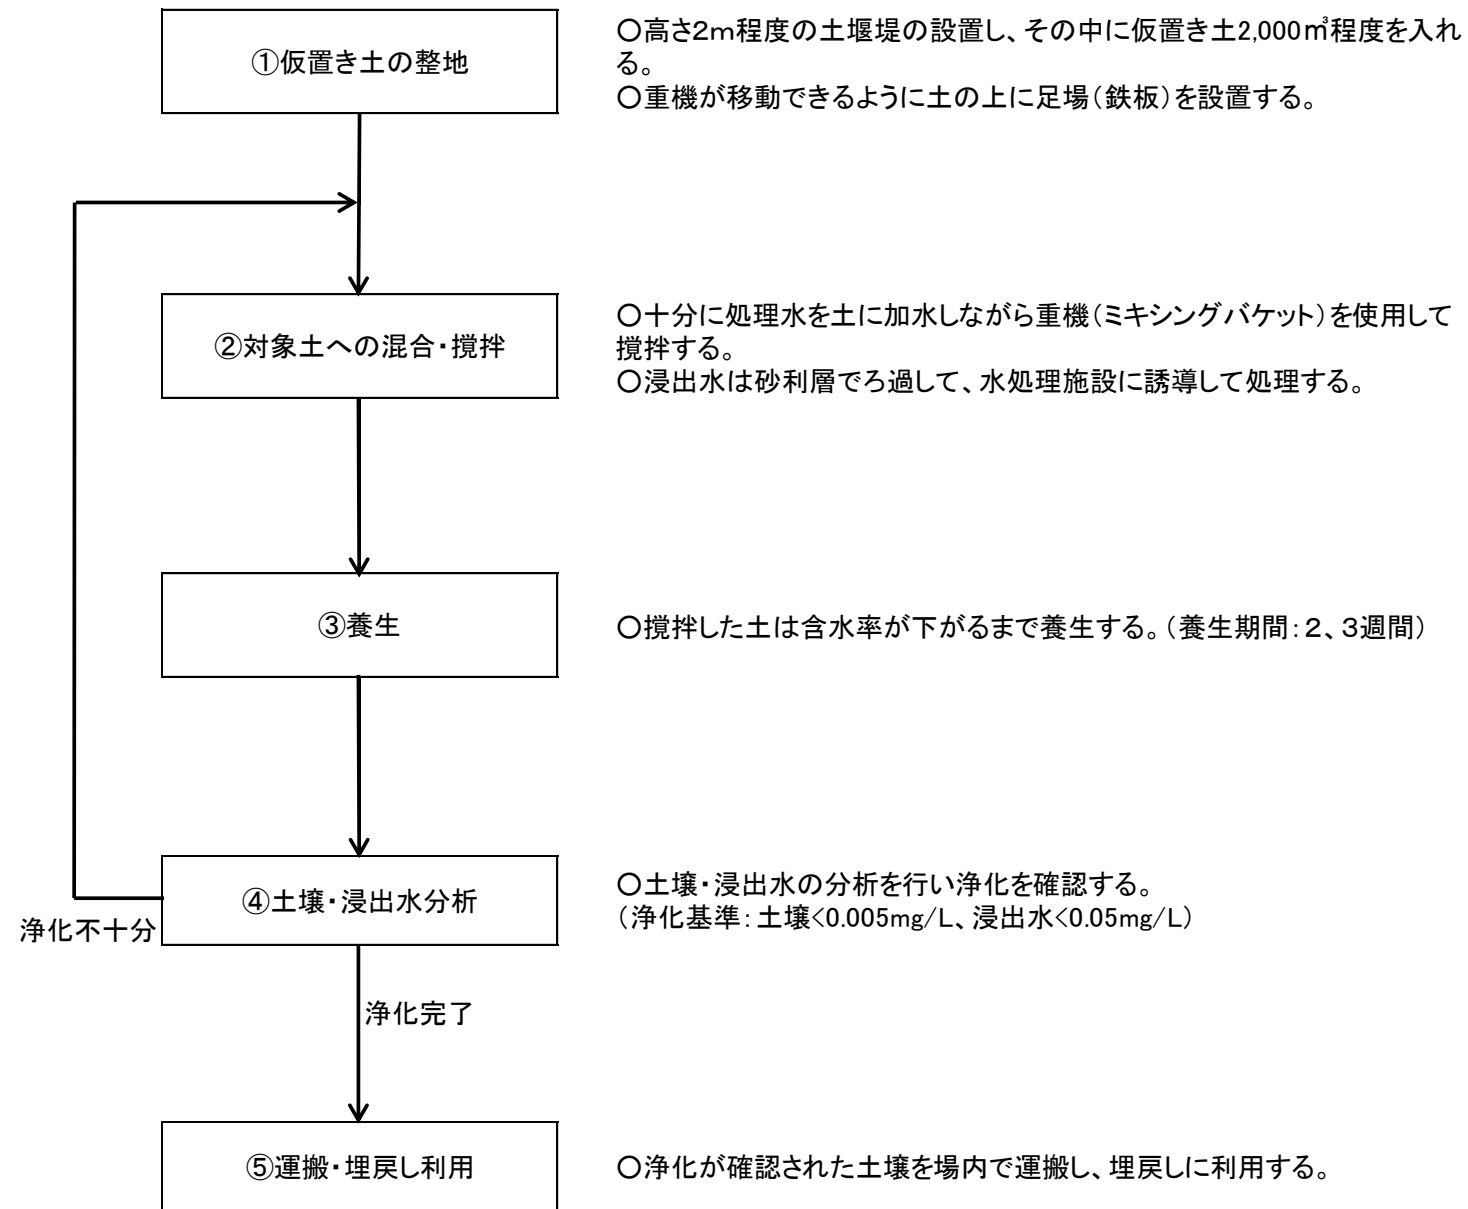 ①仮置き土の整地
○高さ2m程度の土堰堤の設置し、その中に仮置き土2,000㎥程度を入れ
る。
○重機が移動できるように土の上に足場(鉄板)を設置する。
②対象土への混合・撹拌
○十分に処理水を土に加水しながら重機(ミキシングバケット)を使用して
撹拌する。
○浸出水は砂利層でろ過して、水処理施設に誘導して処理する。
③養生
○撹拌した土は含水率が下がるまで養生する。(養生期間:2、3週間)
④土壌・浸出水分析
○土壌・浸出水の分析を行い浄化を確認する。
(浄化基準:土壌<0.005mg/L、浸出水<0.05mg/L)
浄化不十分
浄化完了
⑤運搬・埋戻し利用
○浄化が確認された土壌を場内で運搬し、埋戻しに利用する。